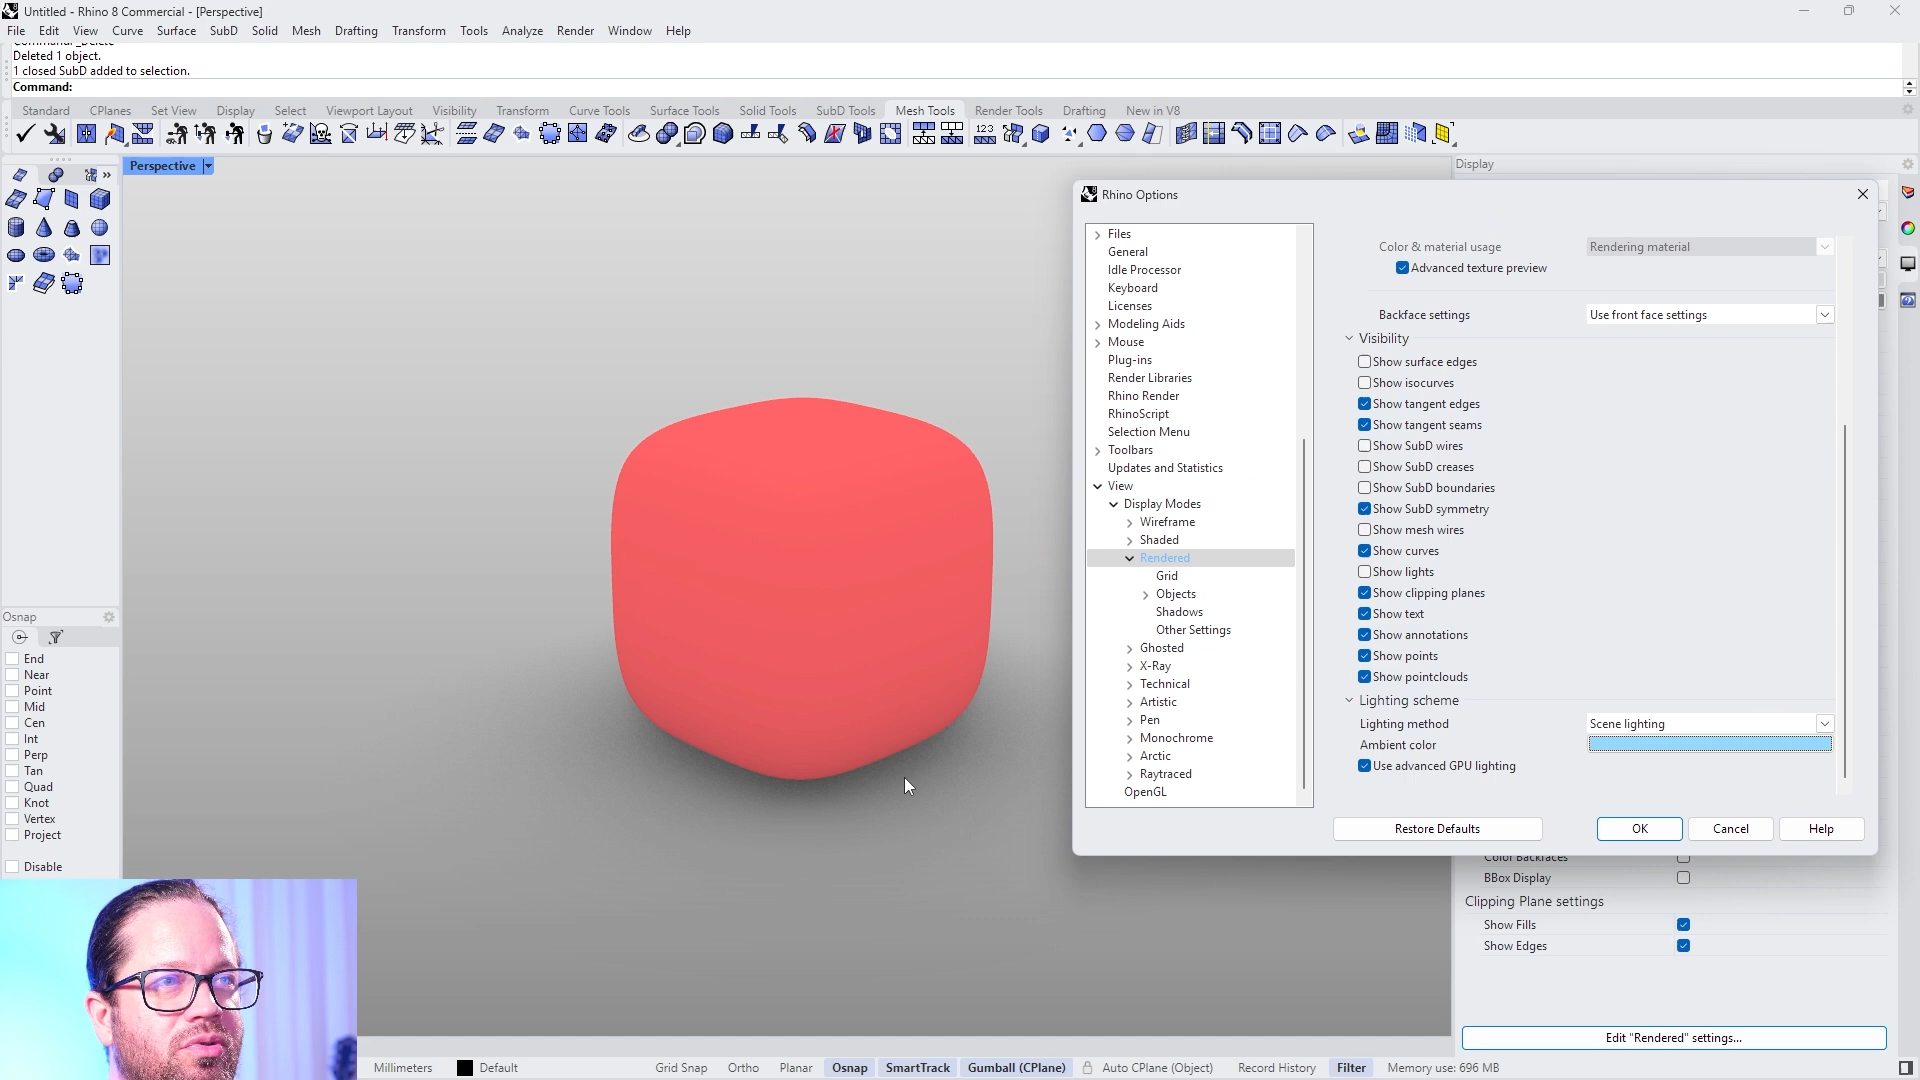 Untitled - Rhino 8 Commercial - [Perspective]
File Edit View Curve Surface SubD Solid Mesh Drafting Transform Tools Analyze Render Window Help
Command: _Delete
Deleted 1 object.
1 closed SubD added to selection.
Command:
Standard CPlanes Set View Display Select Viewport Layout Visibility Transform Curve Tools Surface Tools Solid Tools SubD Tools Mesh Tools Render Tools Drafting New in V8
Perspective
Display
Rhino Options
Files
General
Idle Processor
Keyboard
Licenses
Modeling Aids
Mouse
Plug-ins
Render Libraries
Rhino Render
RhinoScript
Selection Menu
Toolbars
Updates and Statistics
View
Display Modes
Wireframe
Shaded
Rendered
Grid
Objects
Shadows
Other Settings
Ghosted
X-Ray
Technical
Artistic
Pen
Monochrome
Arctic
Raytraced
OpenGL
Color & material usage Rendering material
Advanced texture preview
Backface settings Use front face settings
Visibility
Show surface edges
Show isocurves
Show tangent edges
Show tangent seams
Show SubD wires
Show SubD creases
Show SubD boundaries
Show SubD symmetry
Show mesh wires
Show curves
Show lights
Show clipping planes
Show text
Show annotations
Show points
Show pointclouds
Lighting scheme
Lighting method Scene lighting
Ambient color
Use advanced GPU lighting
Restore Defaults OK Cancel Help
Color Backfaces
BBox Display
Clipping Plane settings
Show Fills
Show Edges
Edit "Rendered" settings...
Osnap
End
Near
Point
Mid
Cen
Int
Perp
Tan
Quad
Knot
Vertex
Project
Disable
Millimeters Default Grid Snap Ortho Planar Osnap SmartTrack Gumball (CPlane) Auto CPlane (Object) Record History Filter Memory use: 696 MB